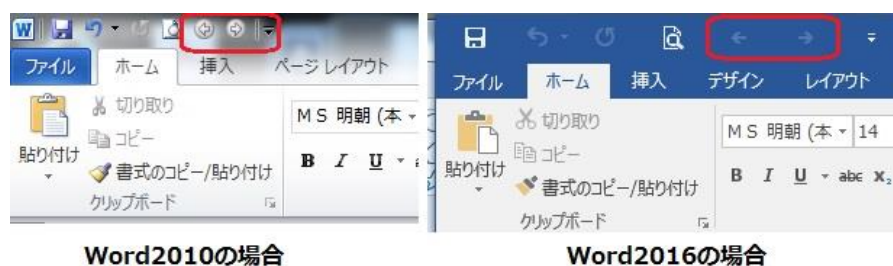 W
ファイル ホーム 挿入 ページレイアウト
切り取り
コピー
貼り付け
書式のコピー/貼り付け
クリップボード
MS 明朝 (本
B I U
Word2010の場合
ファイル ホーム 挿入 デザイン レイアウト
切り取り
コピー
貼り付け
書式のコピー/貼り付け
クリップボード
MS 明朝 (本 14
B I U abc X₂
Word2016の場合